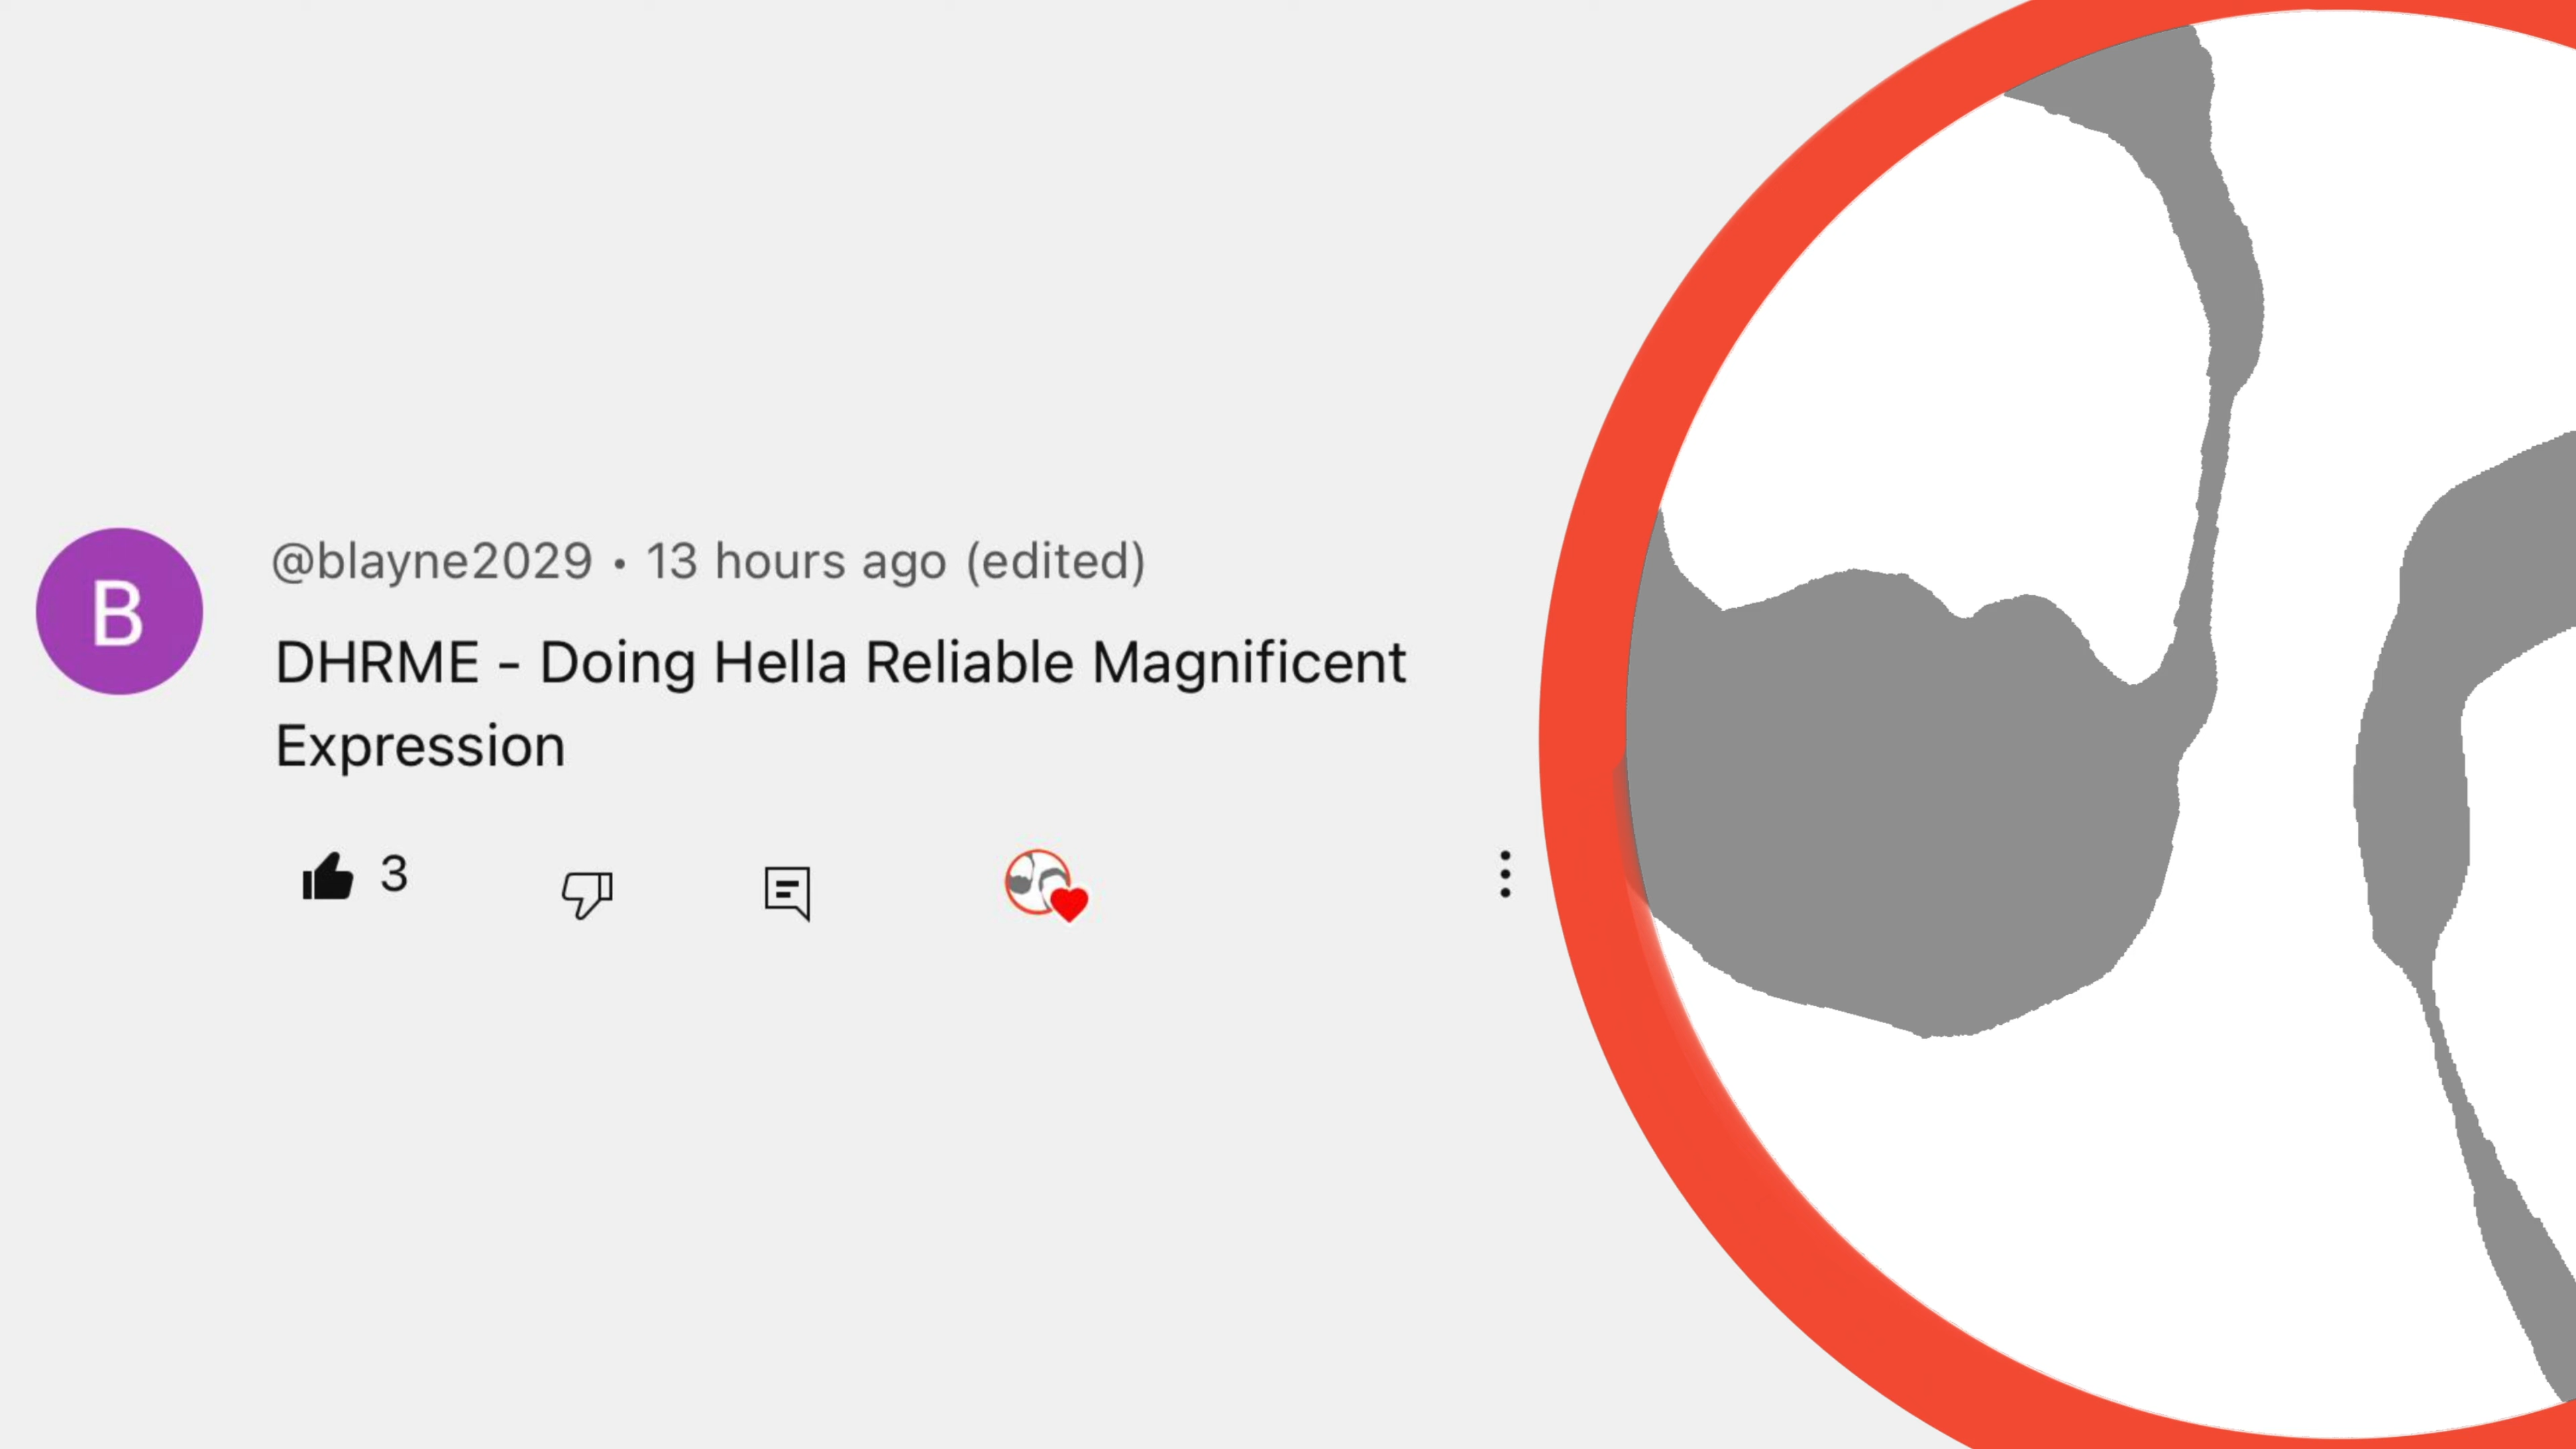 B
@blayne2029 • 13 hours ago (edited)
DHRME - Doing Hella Reliable Magnificent
Expression
3